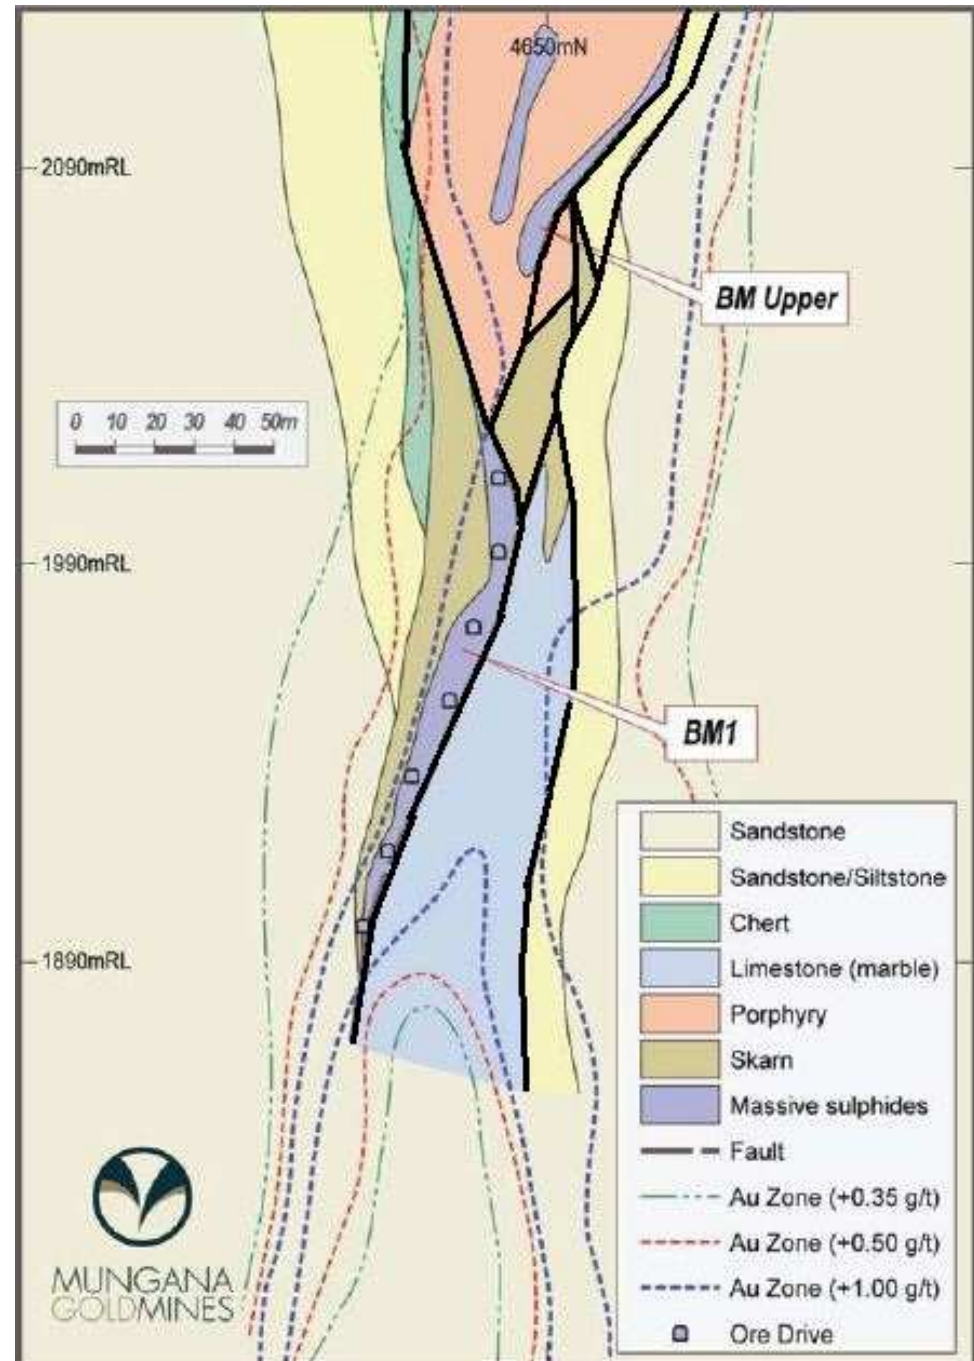 4650mN
2090mRL
BM Upper
0 10 20 30 40 50m
1990mRL
BM1
Sandstone
Sandstone/Siltstone
Chert
1890mRL
Limestone (marble)
Porphyry
Skarn
Massive sulphides
Fault
Au Zone (+0.35 g/t)
Au Zone (+0.50 g/t)
Au Zone (+1.00 g/t)
Ore Drive
MUNGANA
GOLDMINES